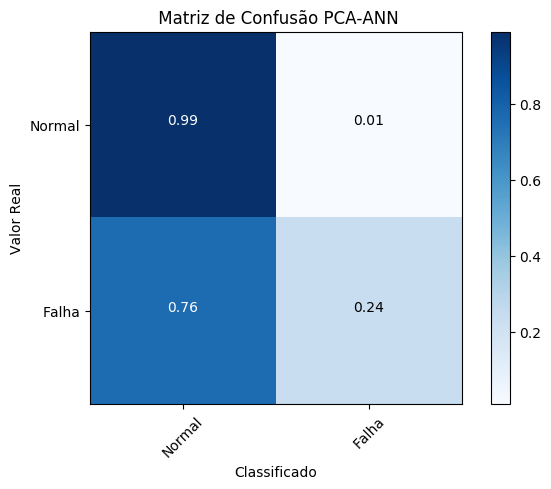 Matriz de Confusão PCA-ANN
Valor Real
Normal
0.99
0.01
Falha
0.76
0.24
Normal
Falha
Classificado
0.8
0.6
0.4
0.2